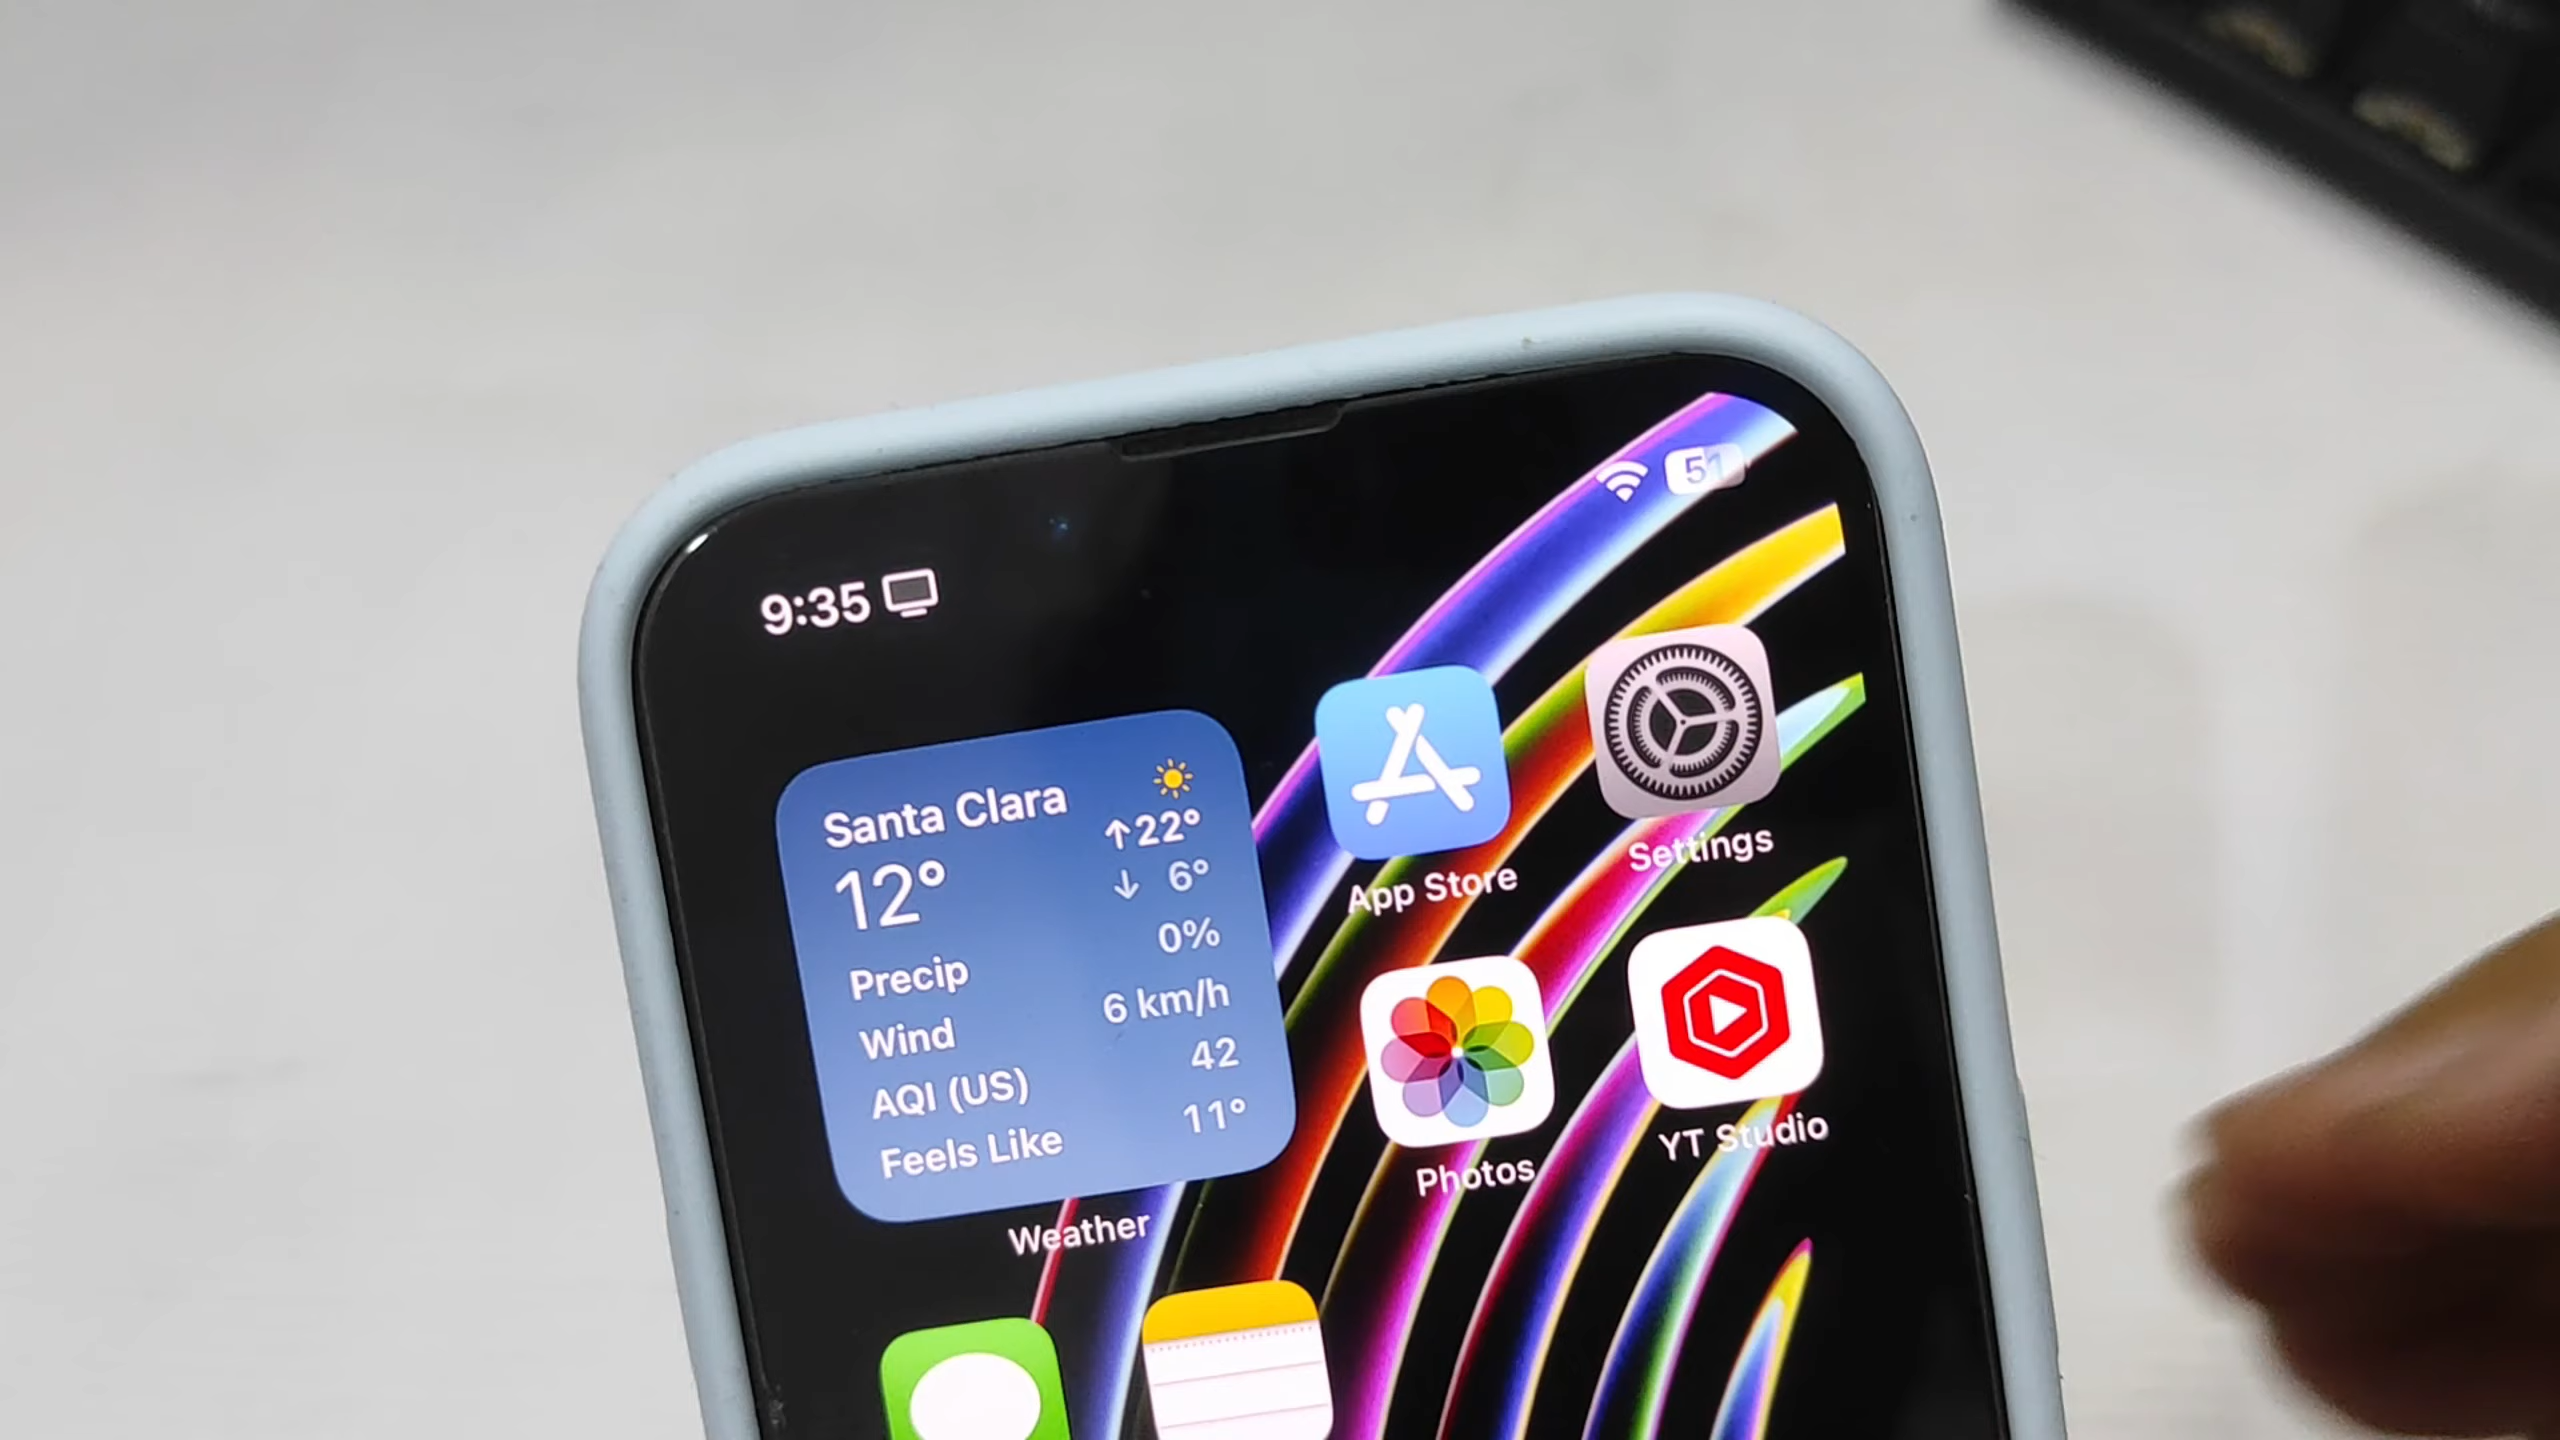 9:35
51
Santa Clara
12°
↑22°
↓ 6°
Precip 0%
Wind 6 km/h
AQI (US) 42
Feels Like 11°
Weather
App Store
Settings
Photos
YT Studio